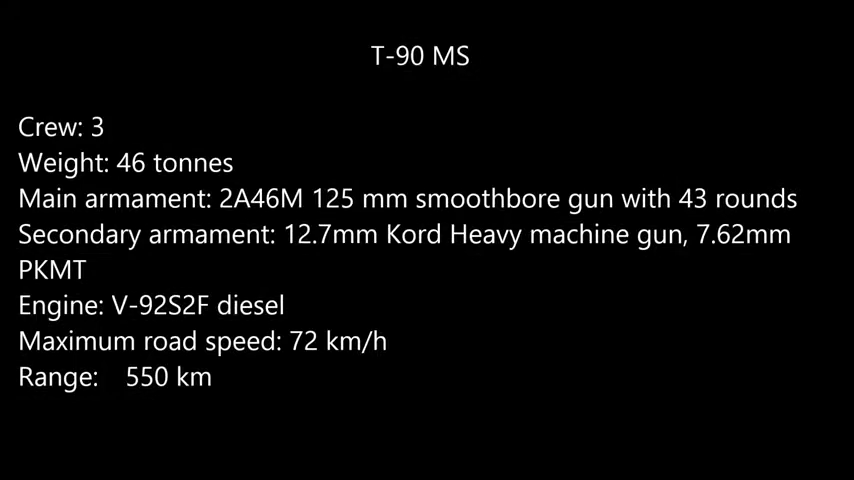 T-90 MS
Crew: 3
Weight: 46 tonnes
Main armament: 2A46M 125 mm smoothbore gun with 43 rounds
Secondary armament: 12.7mm Kord Heavy machine gun, 7.62mm
PKMT
Engine: V-92S2F diesel
Maximum road speed: 72 km/h
Range: 550 km